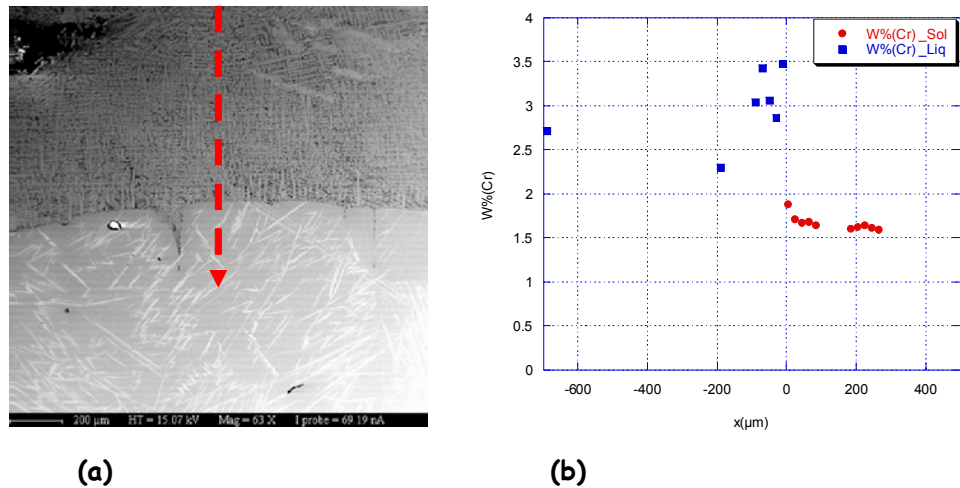 200 µm HT = 15.07 kV Mag = 63 X I probe = 69.19 nA
(a)
4
3.5
3
2.5
2
1.5
1
0.5
0
W%(Cr)
W%(Cr)_Sol
W%(Cr)_Liq
-600 -400 -200 0 200 400
x(µm)
(b)